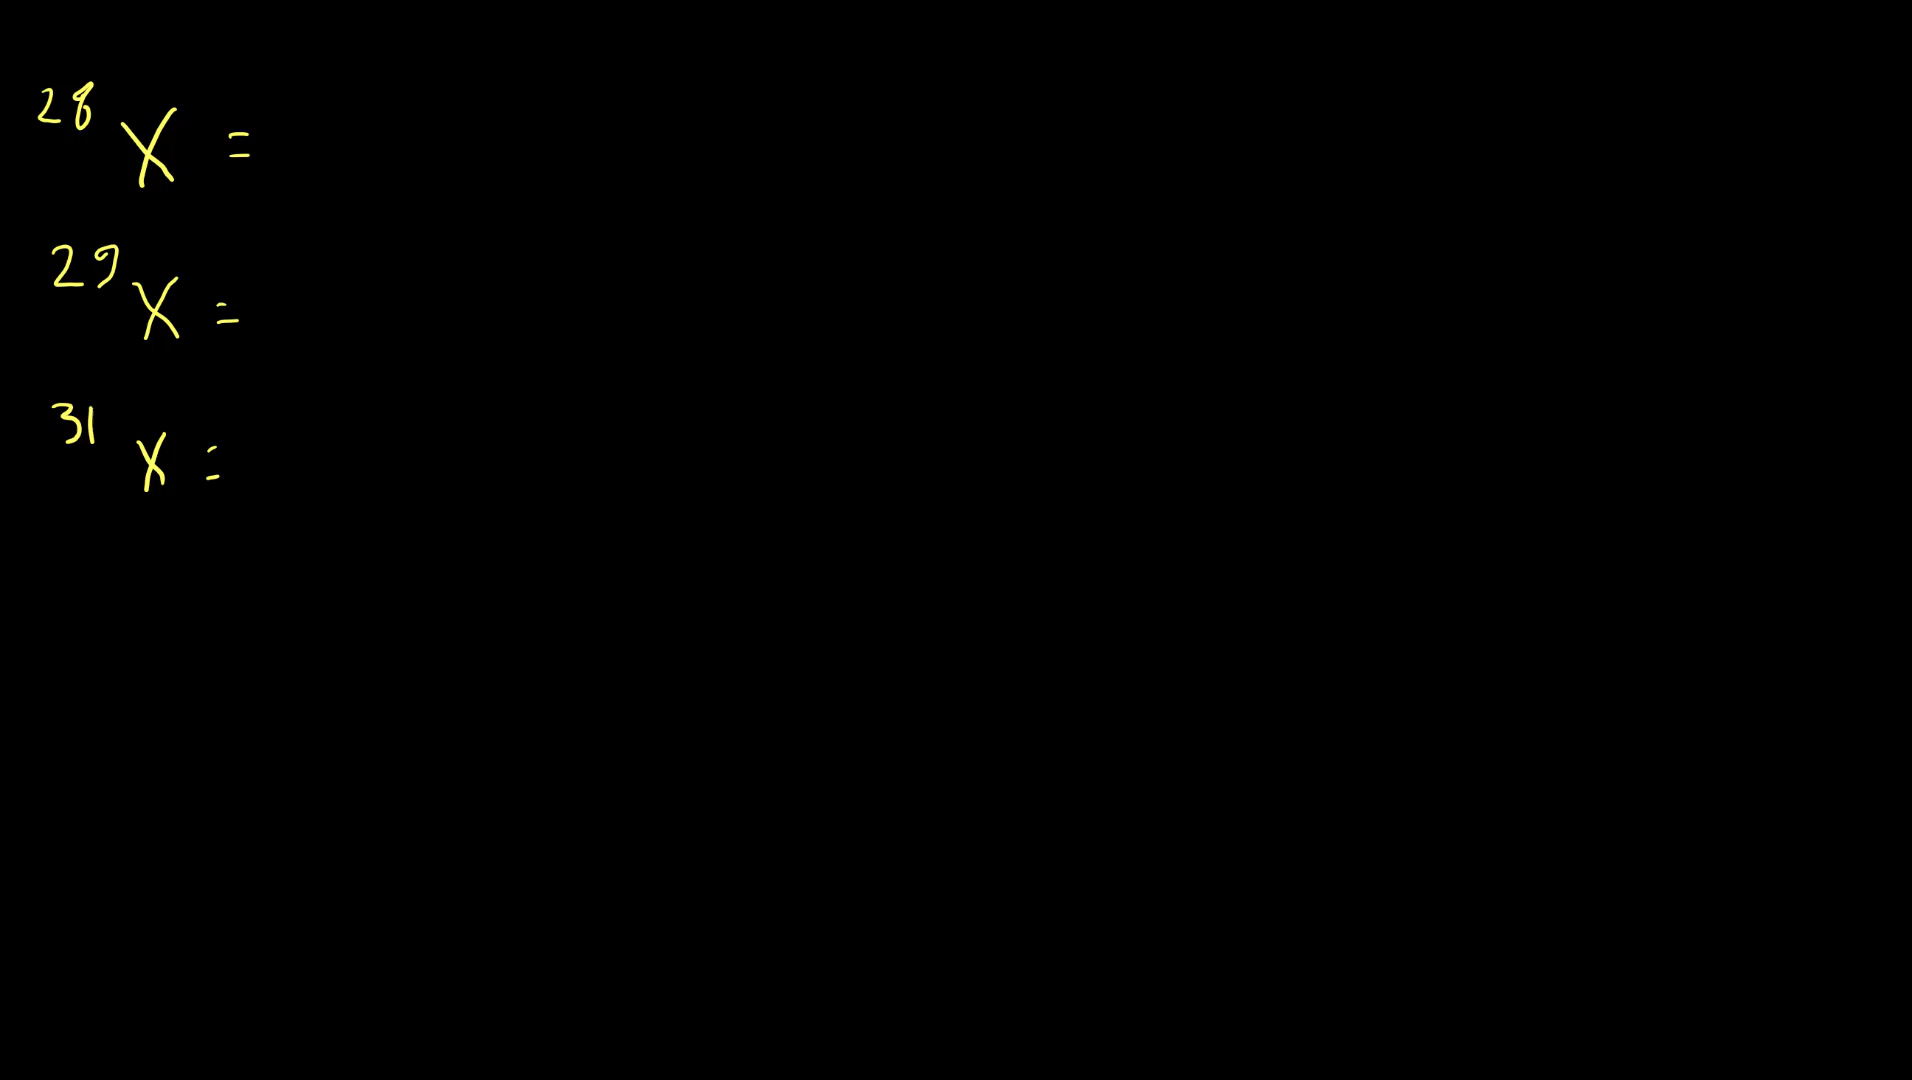 ²⁸X =
²⁹X =
³¹X =